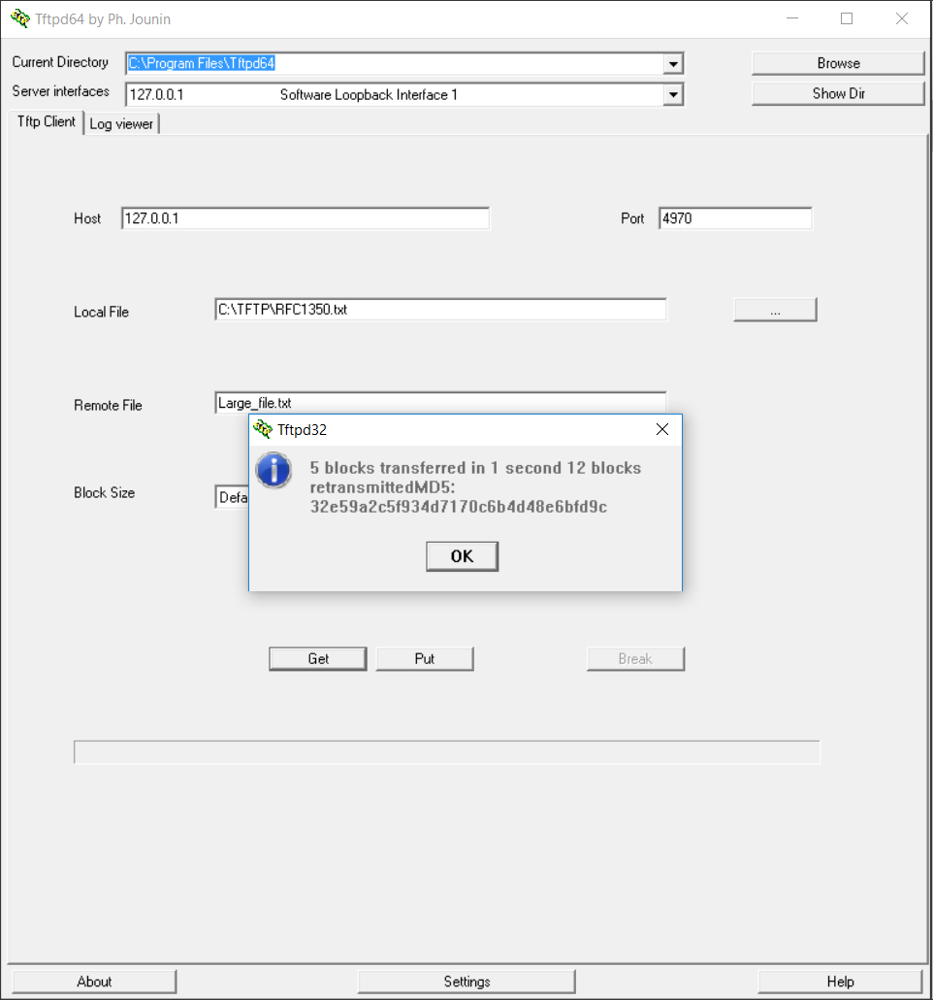 Tftpd64 by Ph. Jounin
Current Directory C:\Program Files\Tftpd64 Browse
Server interfaces 127.0.0.1 Software Loopback Interface 1 Show Dir
Tftp Client Log viewer
Host 127.0.0.1 Port 4970
Local File C:\TFTP\RFC1350.txt ...
Remote File Large_file.txt
Tftpd32
5 blocks transferred in 1 second 12 blocks
retransmittedMD5:
32e59a2c5f934d7170c6b4d48e6bfd9c
OK
Block Size Defa
Get Put Break
About Settings Help